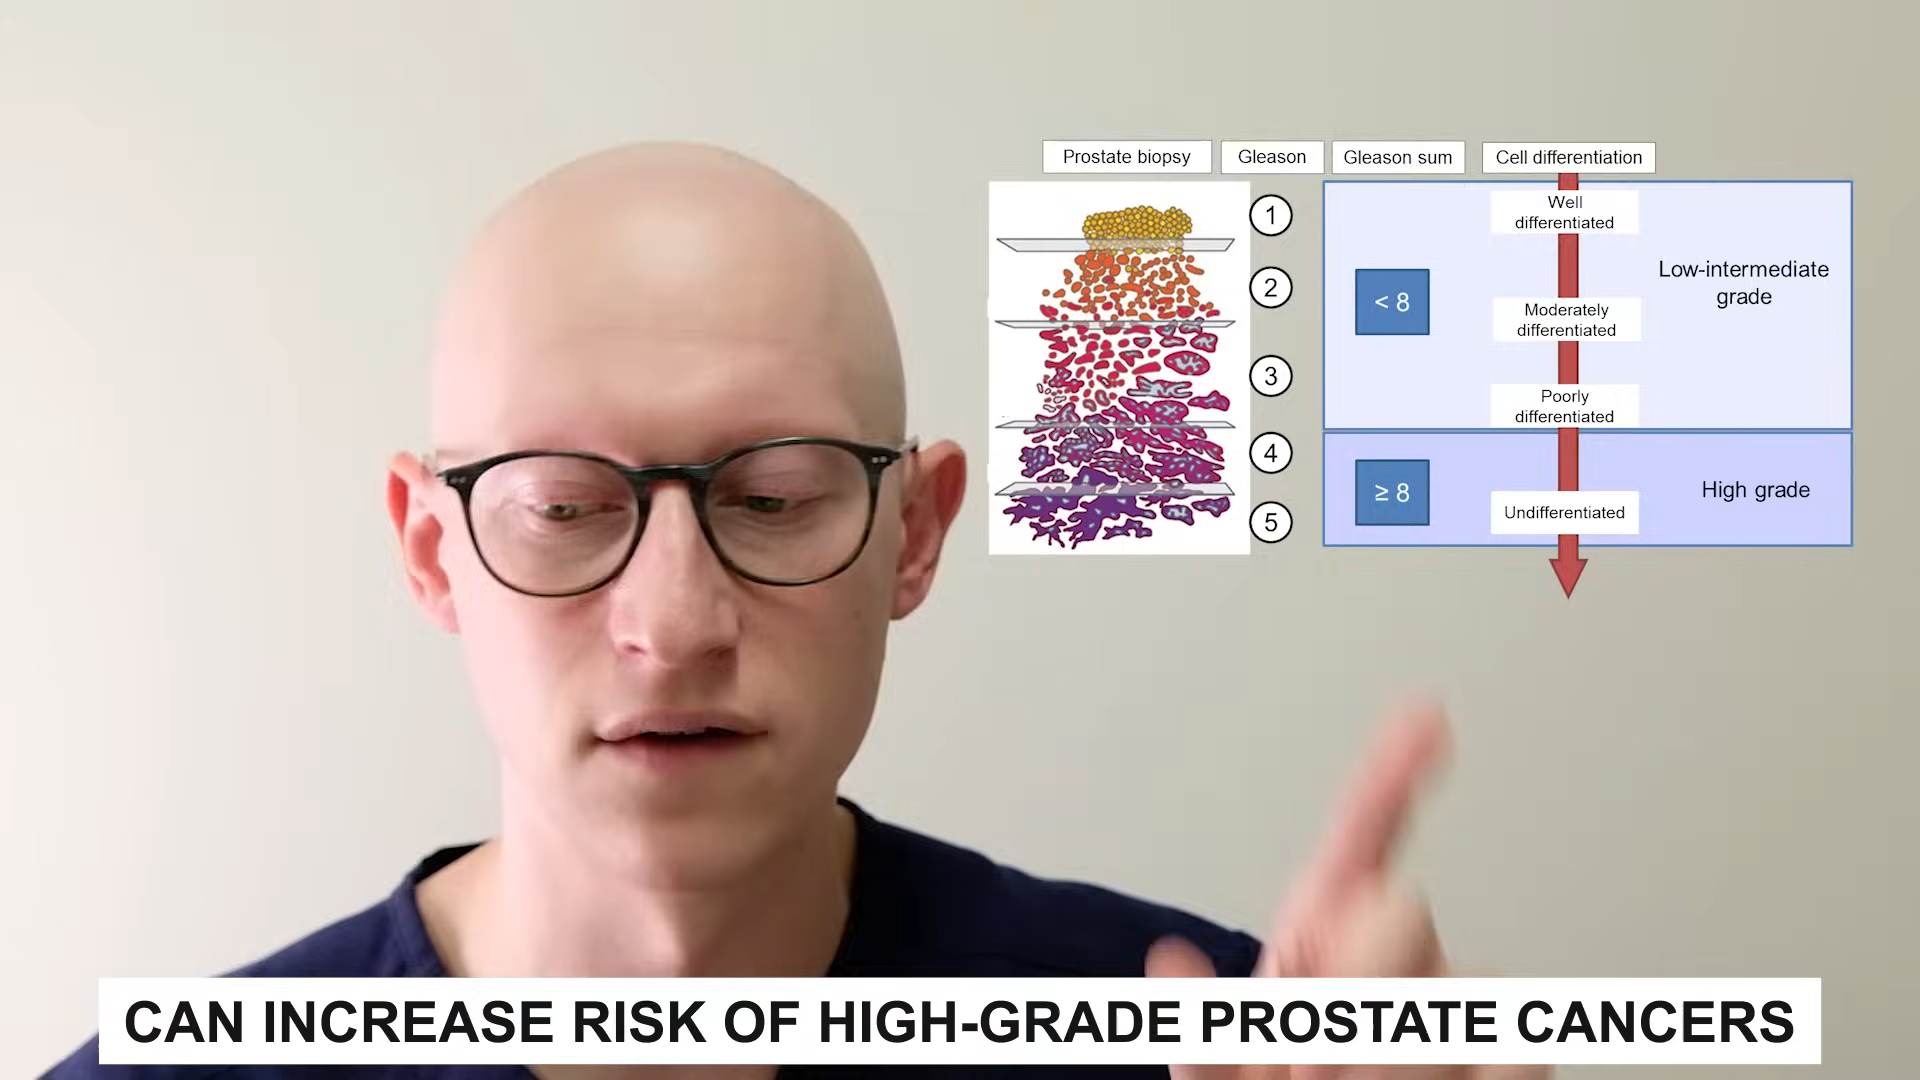 Prostate biopsy
Gleason
Gleason sum
Cell differentiation
1
2
3
4
5
< 8
Well
differentiated
Moderately
differentiated
Poorly
differentiated
Low-intermediate
grade
≥ 8
Undifferentiated
High grade
CAN INCREASE RISK OF HIGH-GRADE PROSTATE CANCERS